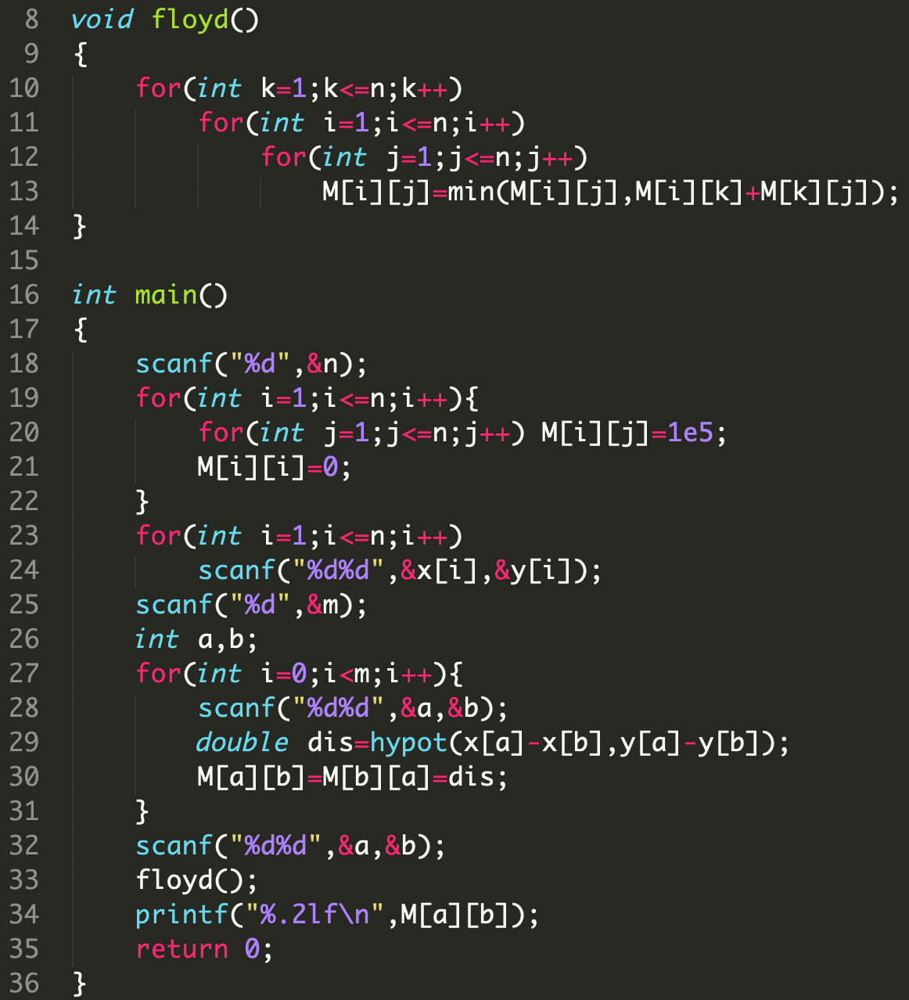 8 void floyd()
9 {
10     for(int k=1;k<=n;k++)
11         for(int i=1;i<=n;i++)
12             for(int j=1;j<=n;j++)
13                 M[i][j]=min(M[i][j],M[i][k]+M[k][j]);
14 }
15
16 int main()
17 {
18     scanf("%d",&n);
19     for(int i=1;i<=n;i++){
20         for(int j=1;j<=n;j++) M[i][j]=1e5;
21         M[i][i]=0;
22     }
23     for(int i=1;i<=n;i++)
24         scanf("%d%d",&x[i],&y[i]);
25     scanf("%d",&m);
26     int a,b;
27     for(int i=0;i<m;i++){
28         scanf("%d%d",&a,&b);
29         double dis=hypot(x[a]-x[b],y[a]-y[b]);
30         M[a][b]=M[b][a]=dis;
31     }
32     scanf("%d%d",&a,&b);
33     floyd();
34     printf("%.2lf\n",M[a][b]);
35     return 0;
36 }